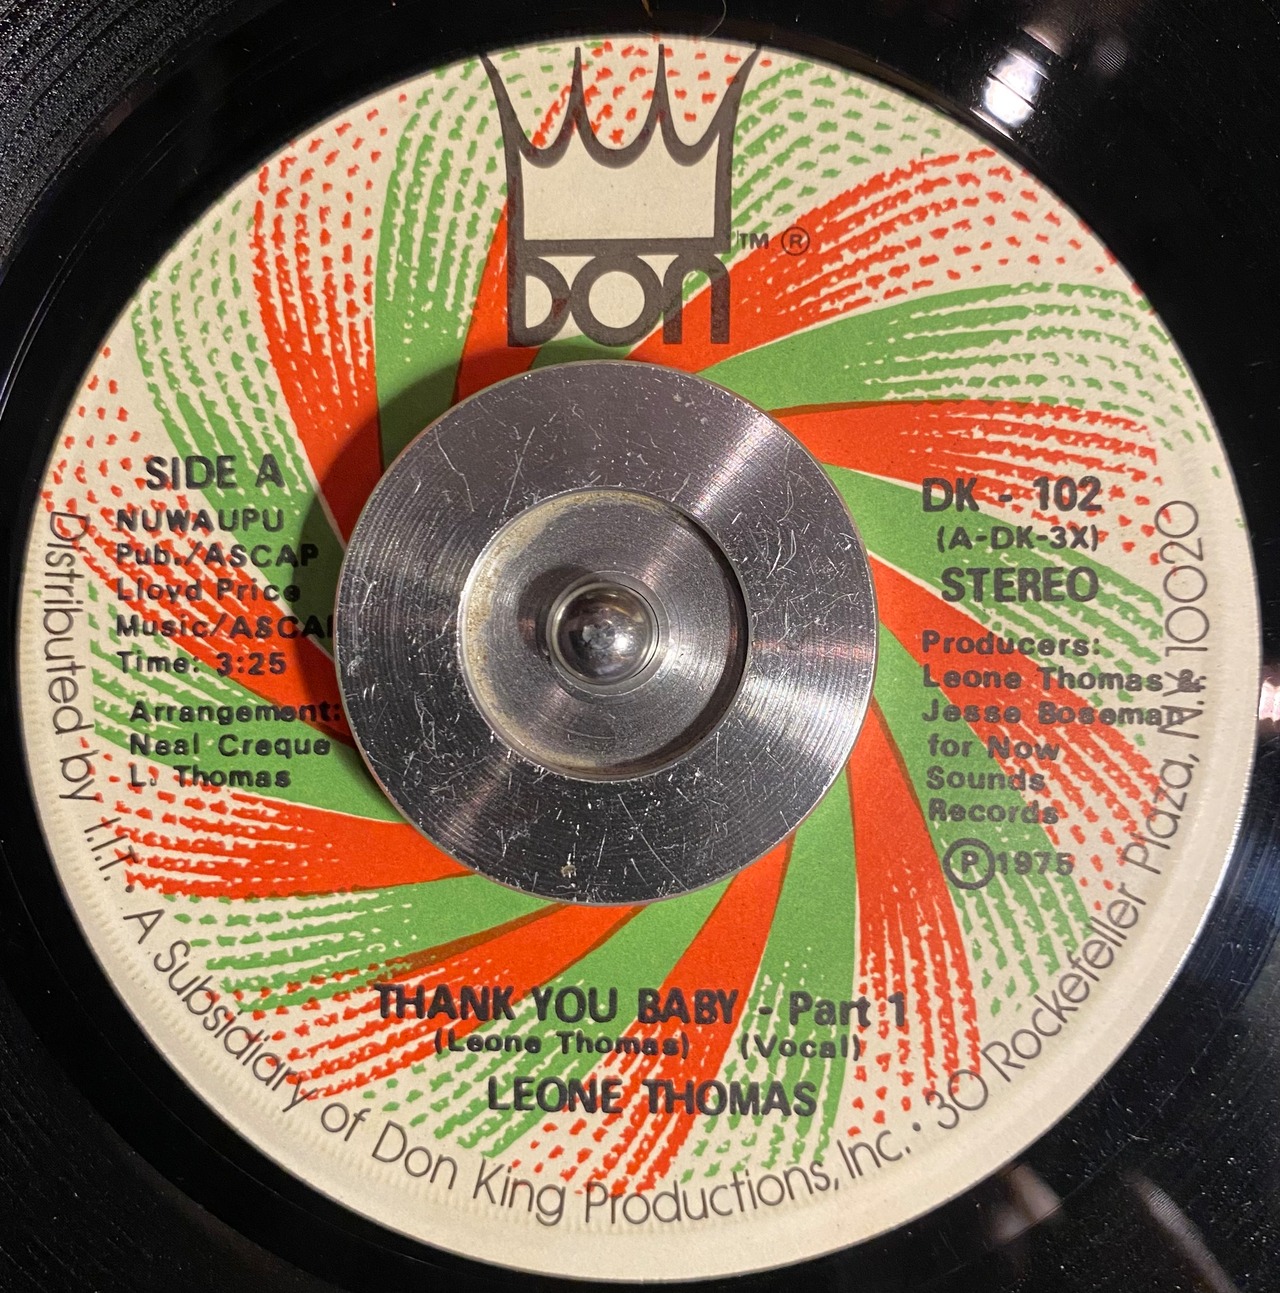 Don
TM ®
SIDE A
NUWAUPU
Pub./ASCAP
Lloyd Price
Music/ASCA
Time: 3:25
Arrangement:
Neal Creque
L. Thomas
DK - 102
(A-DK-3X)
STEREO
Producers:
Leone Thomas &
Jesse Boseman
for Now
Sounds
Records
Ⓟ1975
THANK YOU BABY - Part 1
(Leone Thomas) (Vocal)
LEONE THOMAS
Distributed by I.I.T. • A Subsidiary of Don King Productions, Inc. • 30 Rockefeller Plaza, N.Y. 10020